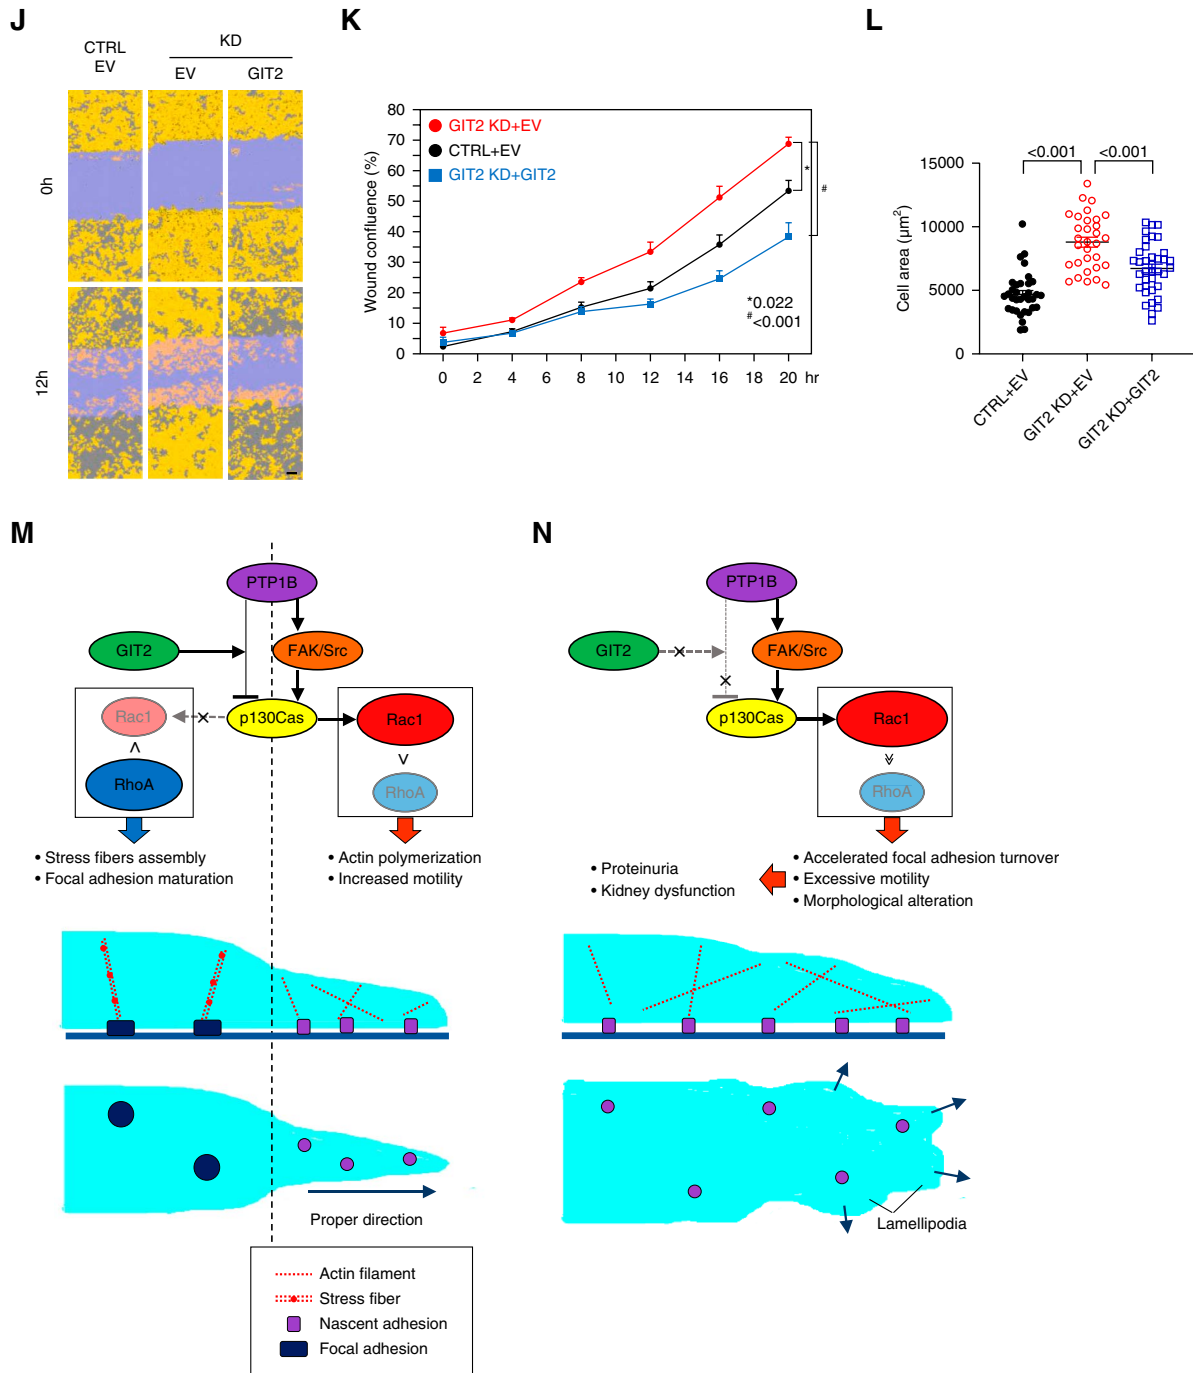 J
CTRL
EV
KD
EV
GIT2
0h
12h
K
Wound confluence (%)
80
70
60
50
40
30
20
10
0
GIT2 KD+EV
CTRL+EV
GIT2 KD+GIT2
*
#
*0.022
#<0.001
0 2 4 6 8 10 12 14 16 18 20 hr
L
Cell area (µm²)
15000
10000
5000
0
<0.001
<0.001
CTRL+EV
GIT2 KD+EV
GIT2 KD+GIT2
M
PTP1B
GIT2
FAK/Src
Rac1
×
p130Cas
Rac1
<
RhoA
>
RhoA
• Stress fibers assembly
• Focal adhesion maturation
• Actin polymerization
• Increased motility
Proper direction
Actin filament
Stress fiber
Nascent adhesion
Focal adhesion
N
PTP1B
GIT2
×
FAK/Src
×
p130Cas
Rac1
≫
RhoA
• Proteinuria
• Kidney dysfunction
• Accelerated focal adhesion turnover
• Excessive motility
• Morphological alteration
Lamellipodia